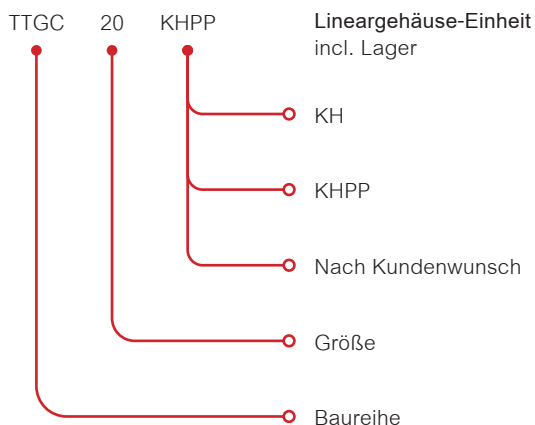 TTGC 20 KHPP
Lineargehäuse-Einheit
incl. Lager
KH
KHPP
Nach Kundenwunsch
Größe
Baureihe